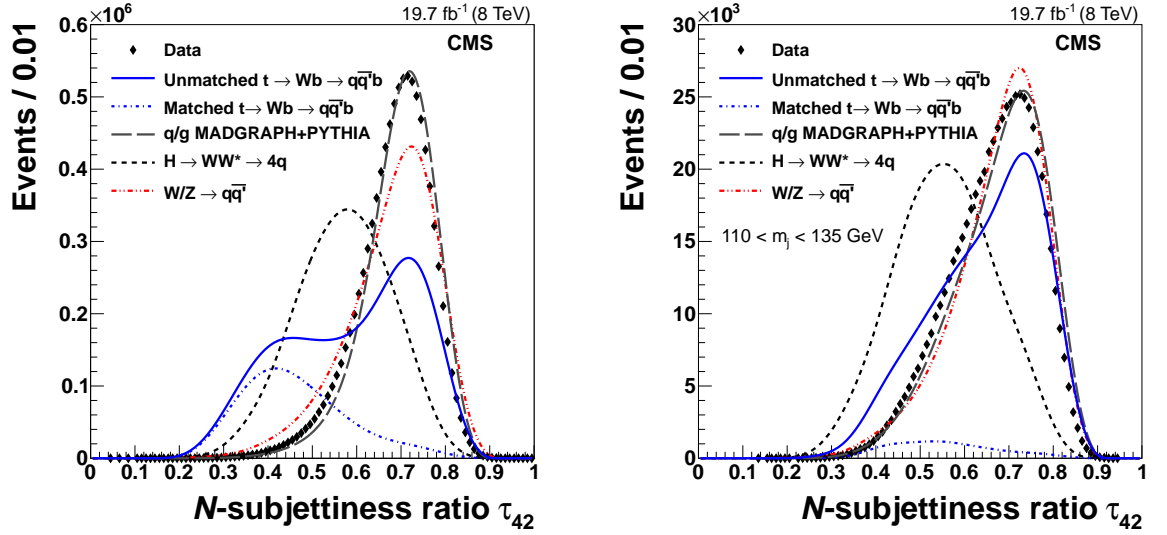 ×10⁶
19.7 fb⁻¹ (8 TeV)
CMS
Events / 0.01
0.6
0.5
0.4
0.3
0.2
0.1
0
Data
Unmatched t → Wb → qq̅'b
Matched t → Wb → qq̅'b
q/g MADGRAPH+PYTHIA
H → WW* → 4q
W/Z → qq̅'
0 0.1 0.2 0.3 0.4 0.5 0.6 0.7 0.8 0.9 1
N-subjettiness ratio τ₄₂
×10³
19.7 fb⁻¹ (8 TeV)
CMS
Events / 0.01
30
25
20
15
10
5
0
Data
Unmatched t → Wb → qq̅'b
Matched t → Wb → qq̅'b
q/g MADGRAPH+PYTHIA
H → WW* → 4q
W/Z → qq̅'
110 < mⱼ < 135 GeV
0 0.1 0.2 0.3 0.4 0.5 0.6 0.7 0.8 0.9 1
N-subjettiness ratio τ₄₂